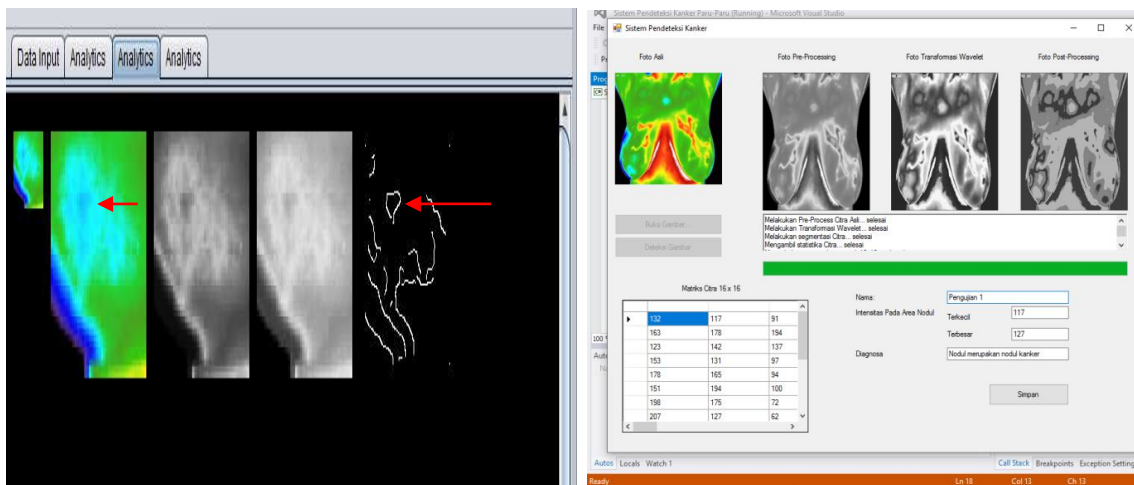 Data Input
Analytics
Analytics
Analytics
Sistem Pendeteksi Kanker Paru-Paru (Running) - Microsoft Visual Studio
File
Sistem Pendeteksi Kanker
Foto Asli
Foto Pre-Processing
Foto Transformasi Wavelet
Foto Post-Processing
Buka Gambar
Deteksi Gambar
Melakukan Pre-Process Citra Asli... selesai
Melakukan Transformasi Wavelet... selesai
Melakukan segmentasi Citra... selesai
Mengambil statistika Citra... selesai
Matriks Citra 16 x 16
132 117 91
163 178 194
123 142 137
153 131 97
178 165 94
151 194 100
198 175 72
207 127 62
Nama:
Pengujian 1
Intensitas Pada Area Nodul
Terkecil
117
Terbesar
127
Diagnosa
Nodul merupakan nodul kanker
Simpan
100
Autos Locals Watch 1
Call Stack Breakpoints Exception Setting
Ready
Ln 18 Col 13 Ch 13